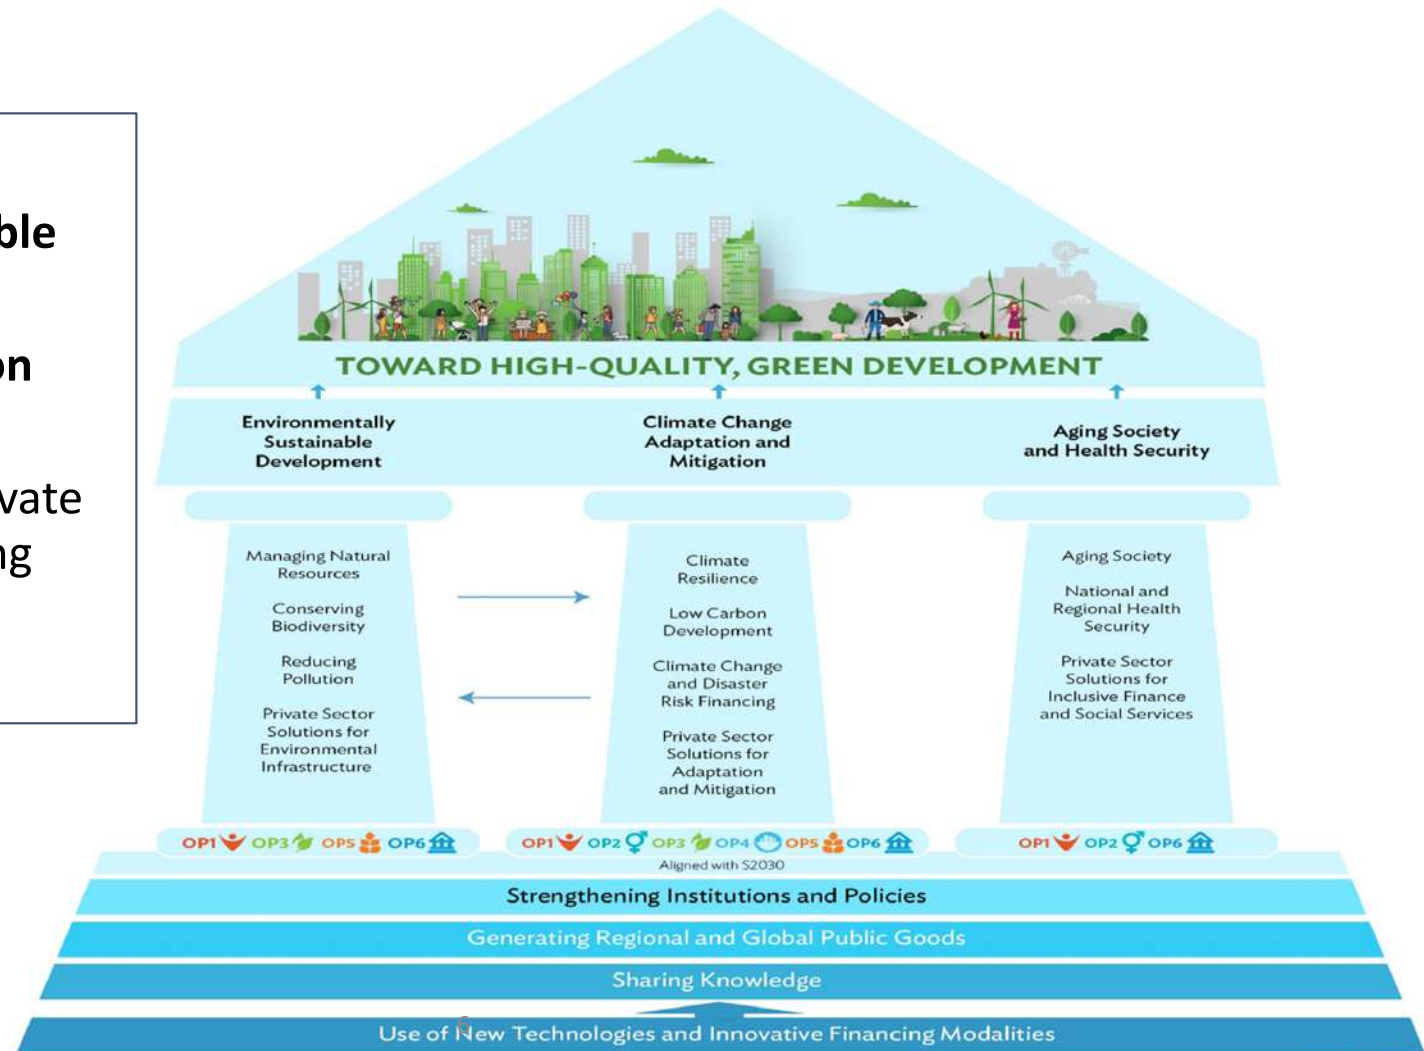 ble
on
vate
ng
TOWARD HIGH-QUALITY, GREEN DEVELOPMENT
Environmentally
Sustainable
Development
Climate Change
Adaptation and
Mitigation
Aging Society
and Health Security
Managing Natural
Resources
Conserving
Biodiversity
Reducing
Pollution
Private Sector
Solutions for
Environmental
Infrastructure
Climate
Resilience
Low Carbon
Development
Climate Change
and Disaster
Risk Financing
Private Sector
Solutions for
Adaptation
and Mitigation
Aging Society
National and
Regional Health
Security
Private Sector
Solutions for
Inclusive Finance
and Social Services
OP1 OP3 OP5 OP6
OP1 OP2 OP3 OP4 OP5 OP6
OP1 OP2 OP6
Aligned with S2030
Strengthening Institutions and Policies
Generating Regional and Global Public Goods
Sharing Knowledge
Use of New Technologies and Innovative Financing Modalities